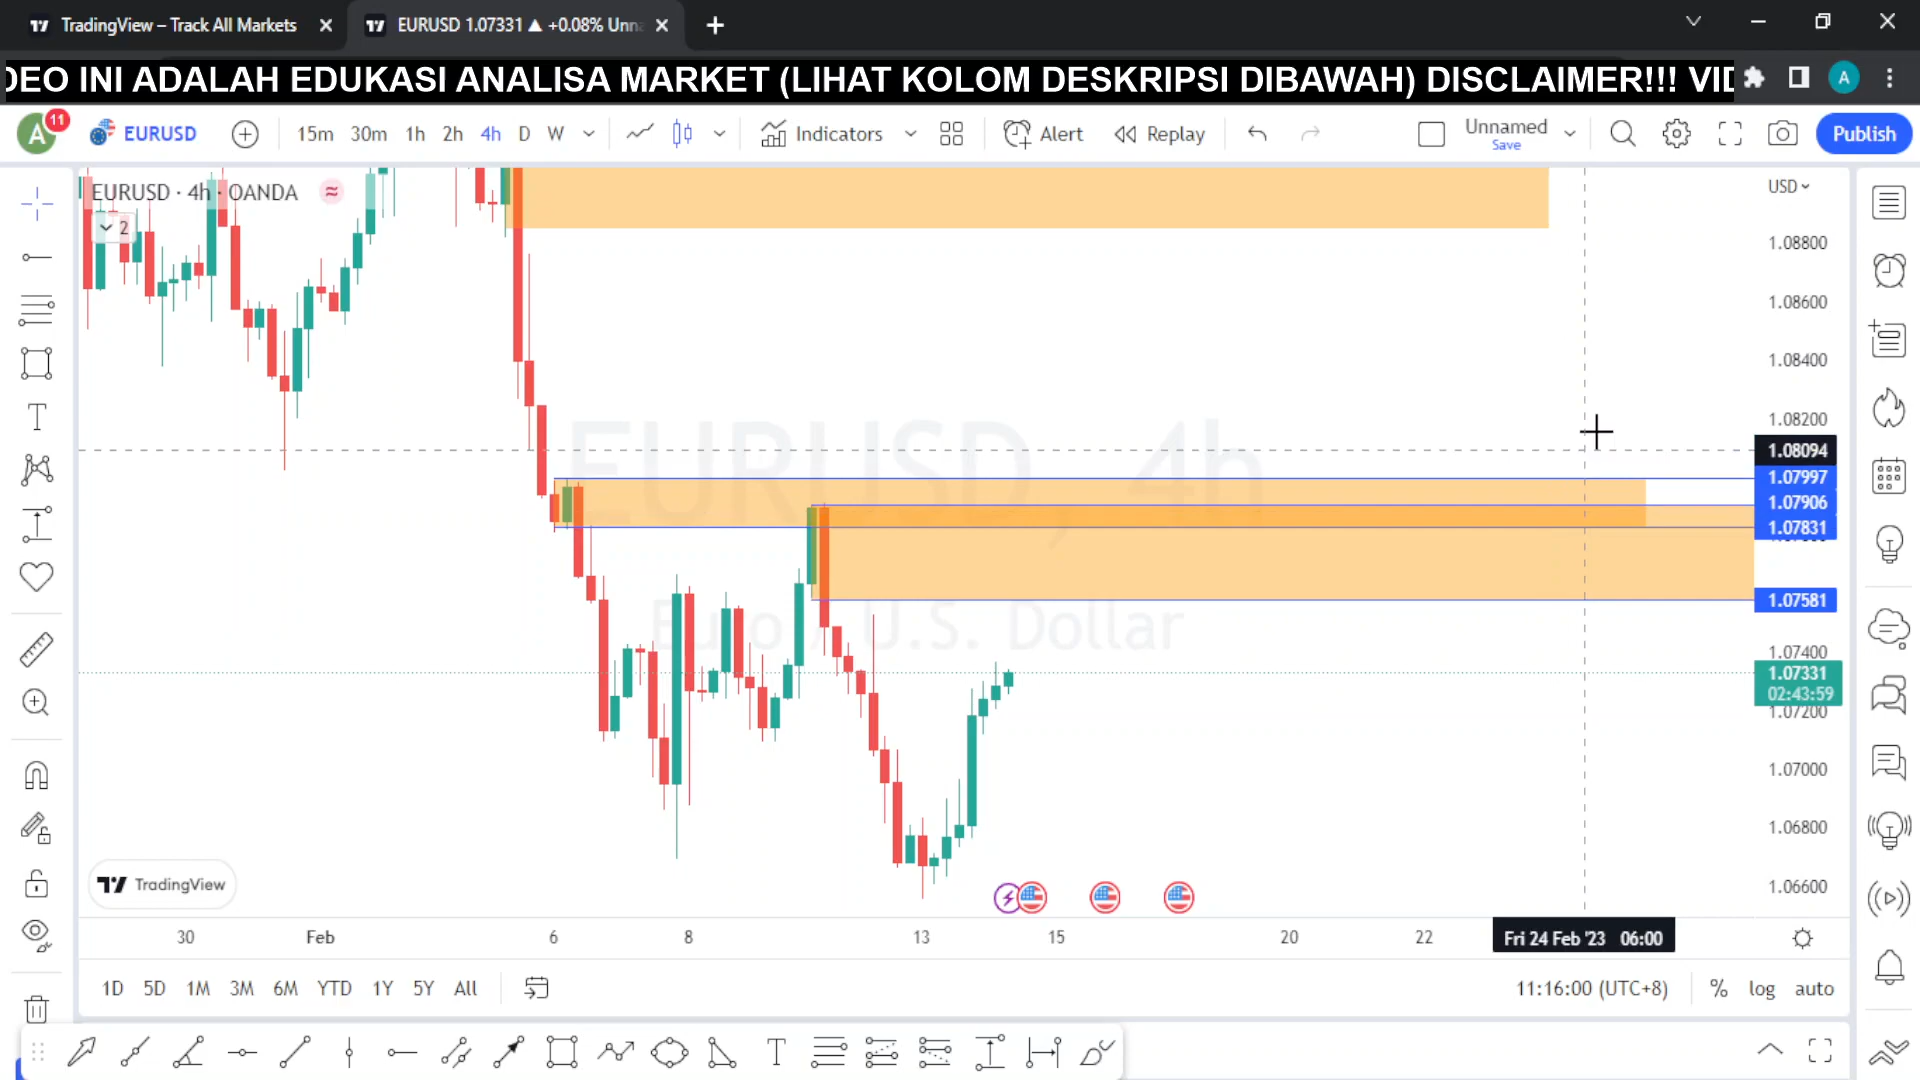 TradingView – Track All Markets
EURUSD 1.07331 ▲ +0.08% Unna
DEO INI ADALAH EDUKASI ANALISA MARKET (LIHAT KOLOM DESKRIPSI DIBAWAH) DISCLAIMER!!! VID
A
A 11 EURUSD 15m 30m 1h 2h 4h D W Indicators Alert Replay Unnamed Save Publish
EURUSD · 4h · OANDA
2
USD
1.08800
1.08600
1.08400
1.08200
1.08094
1.07997
1.07906
1.07831
1.07581
1.07400
1.07331
02:43:59
1.07200
1.07000
1.06800
1.06600
EURUSD, 4h
Euro / U.S. Dollar
TradingView
30 Feb 6 8 13 15 20 22 Fri 24 Feb '23 06:00
1D 5D 1M 3M 6M YTD 1Y 5Y All 11:16:00 (UTC+8) % log auto